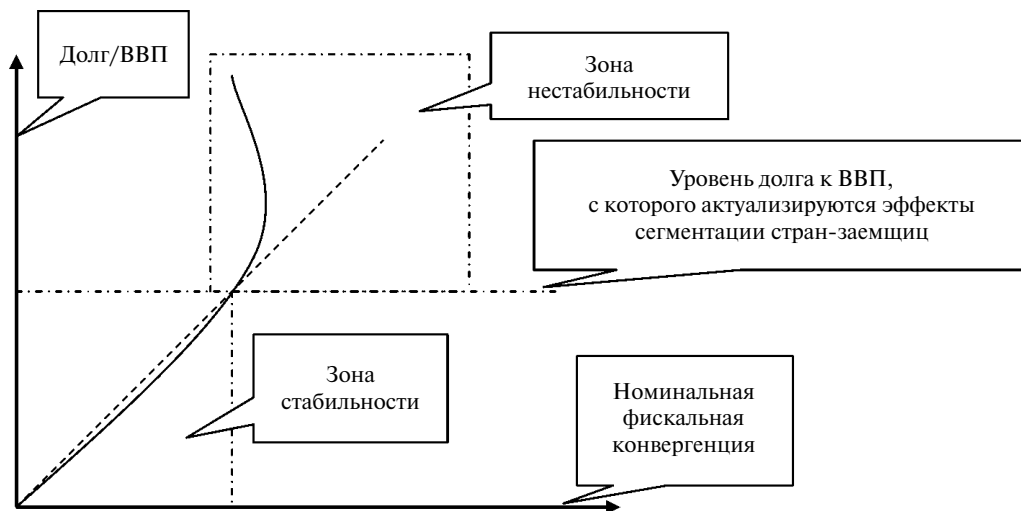 Долг/ВВП
Зона
нестабильности
Уровень долга к ВВП,
с которого актуализируются эффекты
сегментации стран-заемщиц
Зона
стабильности
Номинальная
фискальная
конвергенция